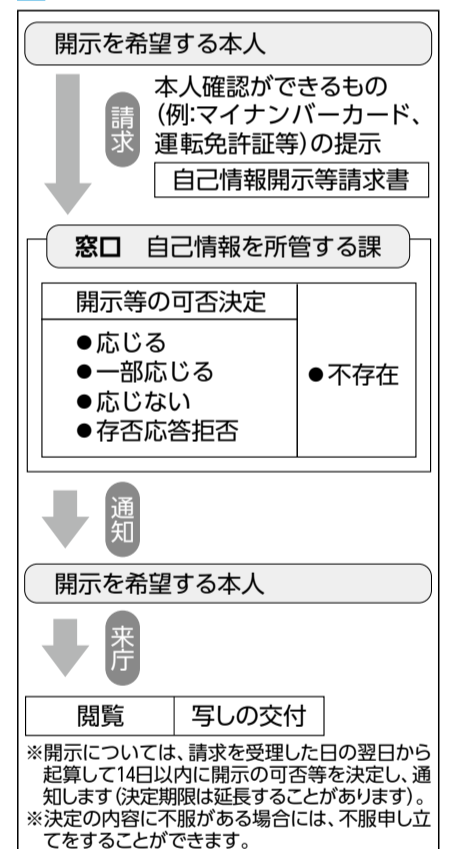 開示を希望する本人
請求
本人確認ができるもの
(例:マイナンバーカード、
運転免許証等)の提示
自己情報開示等請求書
窓口 自己情報を所管する課
開示等の可否決定
●応じる
●一部応じる
●応じない
●存否応答拒否
●不存在
通知
開示を希望する本人
来庁
閲覧 写しの交付
※開示については、請求を受理した日の翌日から
起算して14日以内に開示の可否等を決定し、通
知します(決定期限は延長することがあります)。
※決定の内容に不服がある場合には、不服申し立
てをすることができます。